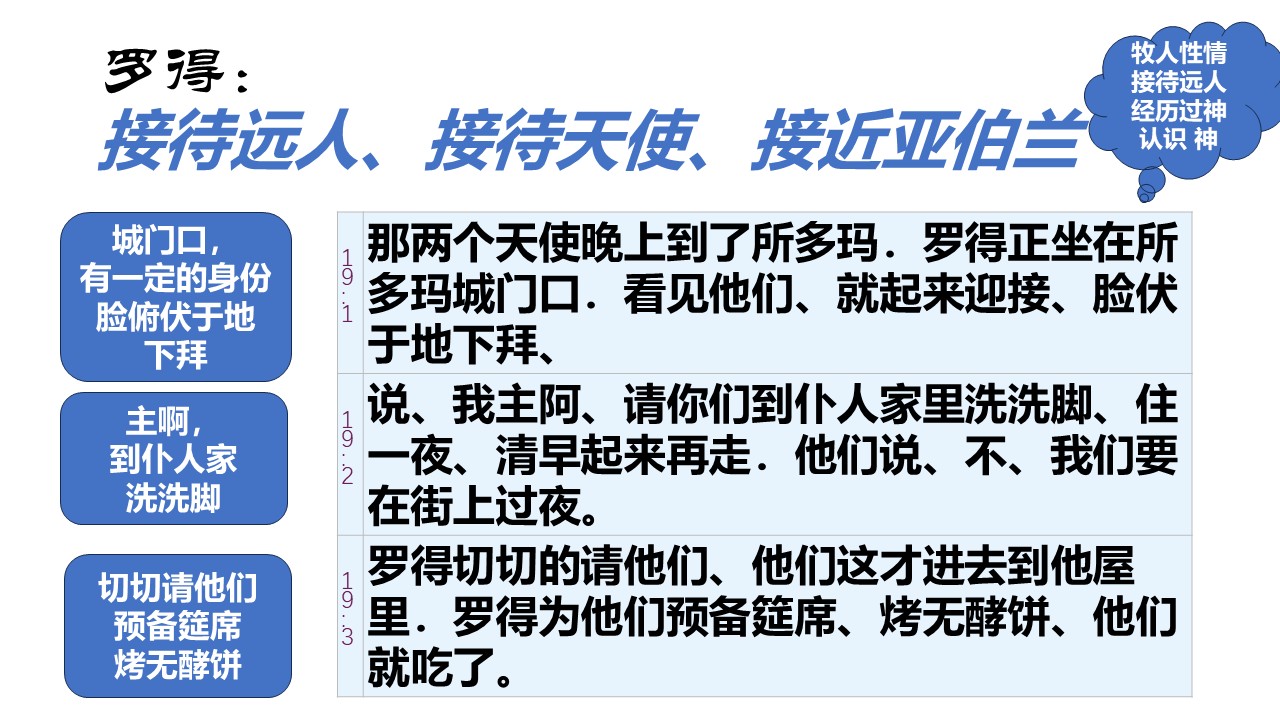 罗得：
接待远人、接待天使、接近亚伯兰
牧人性情
接待远人
经历过神
认识 神
城门口，
有一定的身份
脸俯伏于地
下拜
主啊，
到仆人家
洗洗脚
切切请他们
预备筵席
烤无酵饼
19:1
那两个天使晚上到了所多玛．罗得正坐在所
多玛城门口．看见他们、就起来迎接、脸伏
于地下拜、
19:2
说、我主阿、请你们到仆人家里洗洗脚、住
一夜、清早起来再走．他们说、不、我们要
在街上过夜。
19:3
罗得切切的请他们、他们这才进去到他屋
里．罗得为他们预备筵席、烤无酵饼、他们
就吃了。